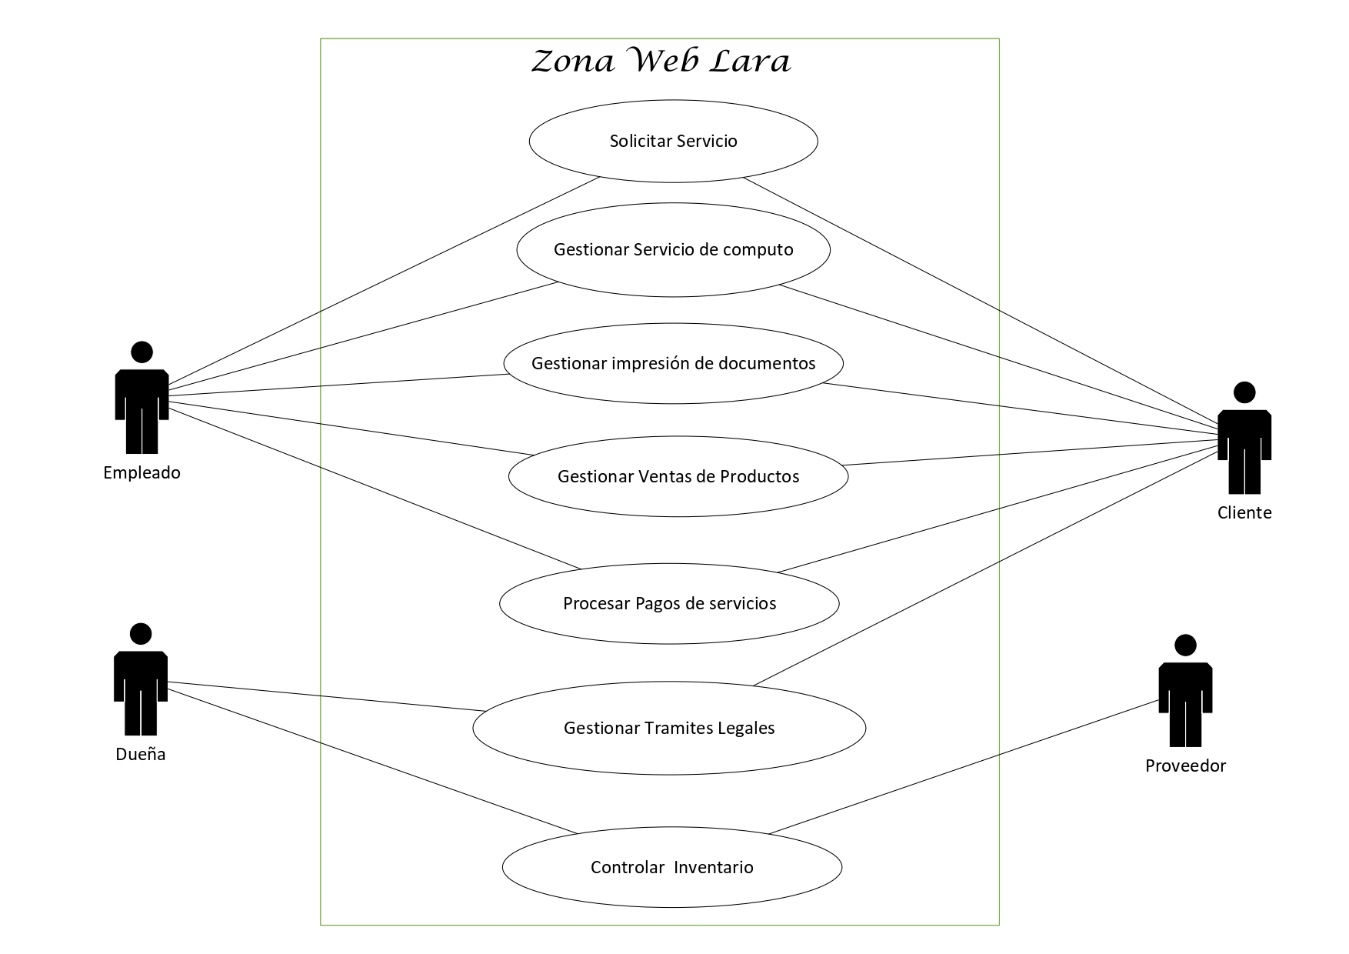 Zona Web Lara
Solicitar Servicio
Gestionar Servicio de computo
Gestionar impresión de documentos
Empleado
Gestionar Ventas de Productos
Cliente
Procesar Pagos de servicios
Gestionar Tramites Legales
Dueña
Proveedor
Controlar  Inventario